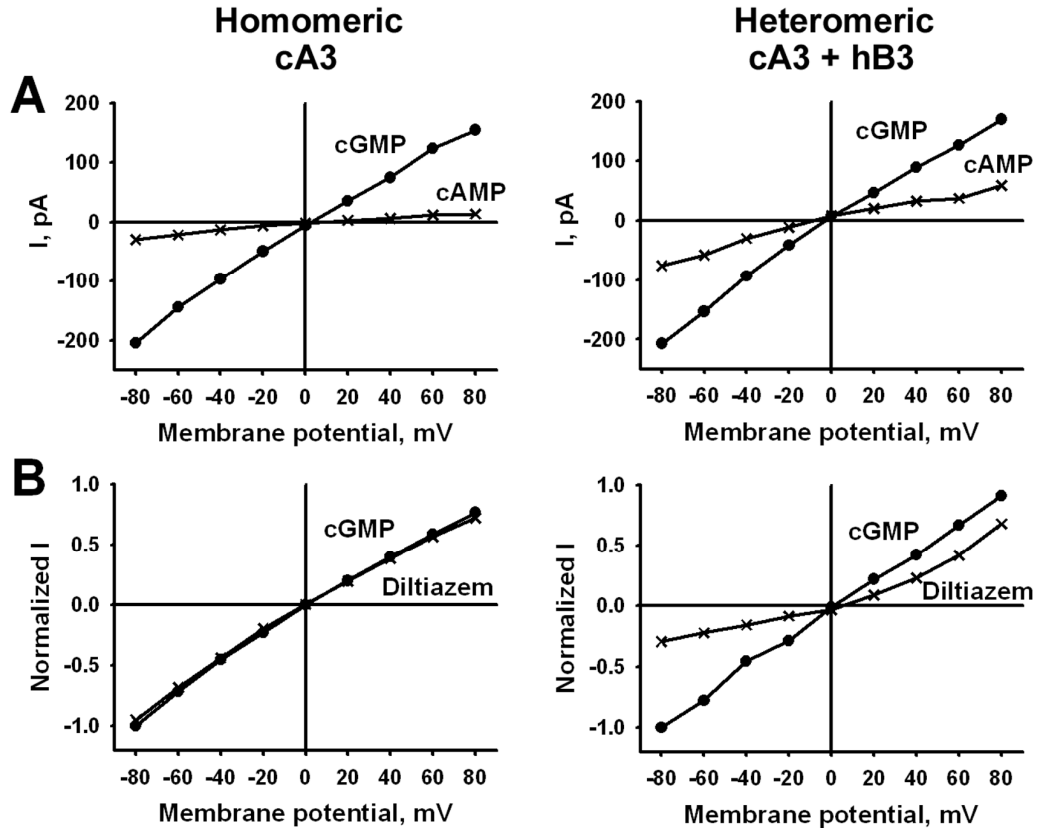 Homomeric
cA3
Heteromeric
cA3 + hB3
A
200
100
0
-100
-200
I, pA
cGMP
cAMP
-80 -60 -40 -20 0 20 40 60 80
Membrane potential, mV
200
100
0
-100
-200
I, pA
cGMP
cAMP
-80 -60 -40 -20 0 20 40 60 80
Membrane potential, mV
B
1.0
0.5
0.0
-0.5
-1.0
Normalized I
cGMP
Diltiazem
-80 -60 -40 -20 0 20 40 60 80
Membrane potential, mV
1.0
0.5
0.0
-0.5
-1.0
Normalized I
cGMP
Diltiazem
-80 -60 -40 -20 0 20 40 60 80
Membrane potential, mV